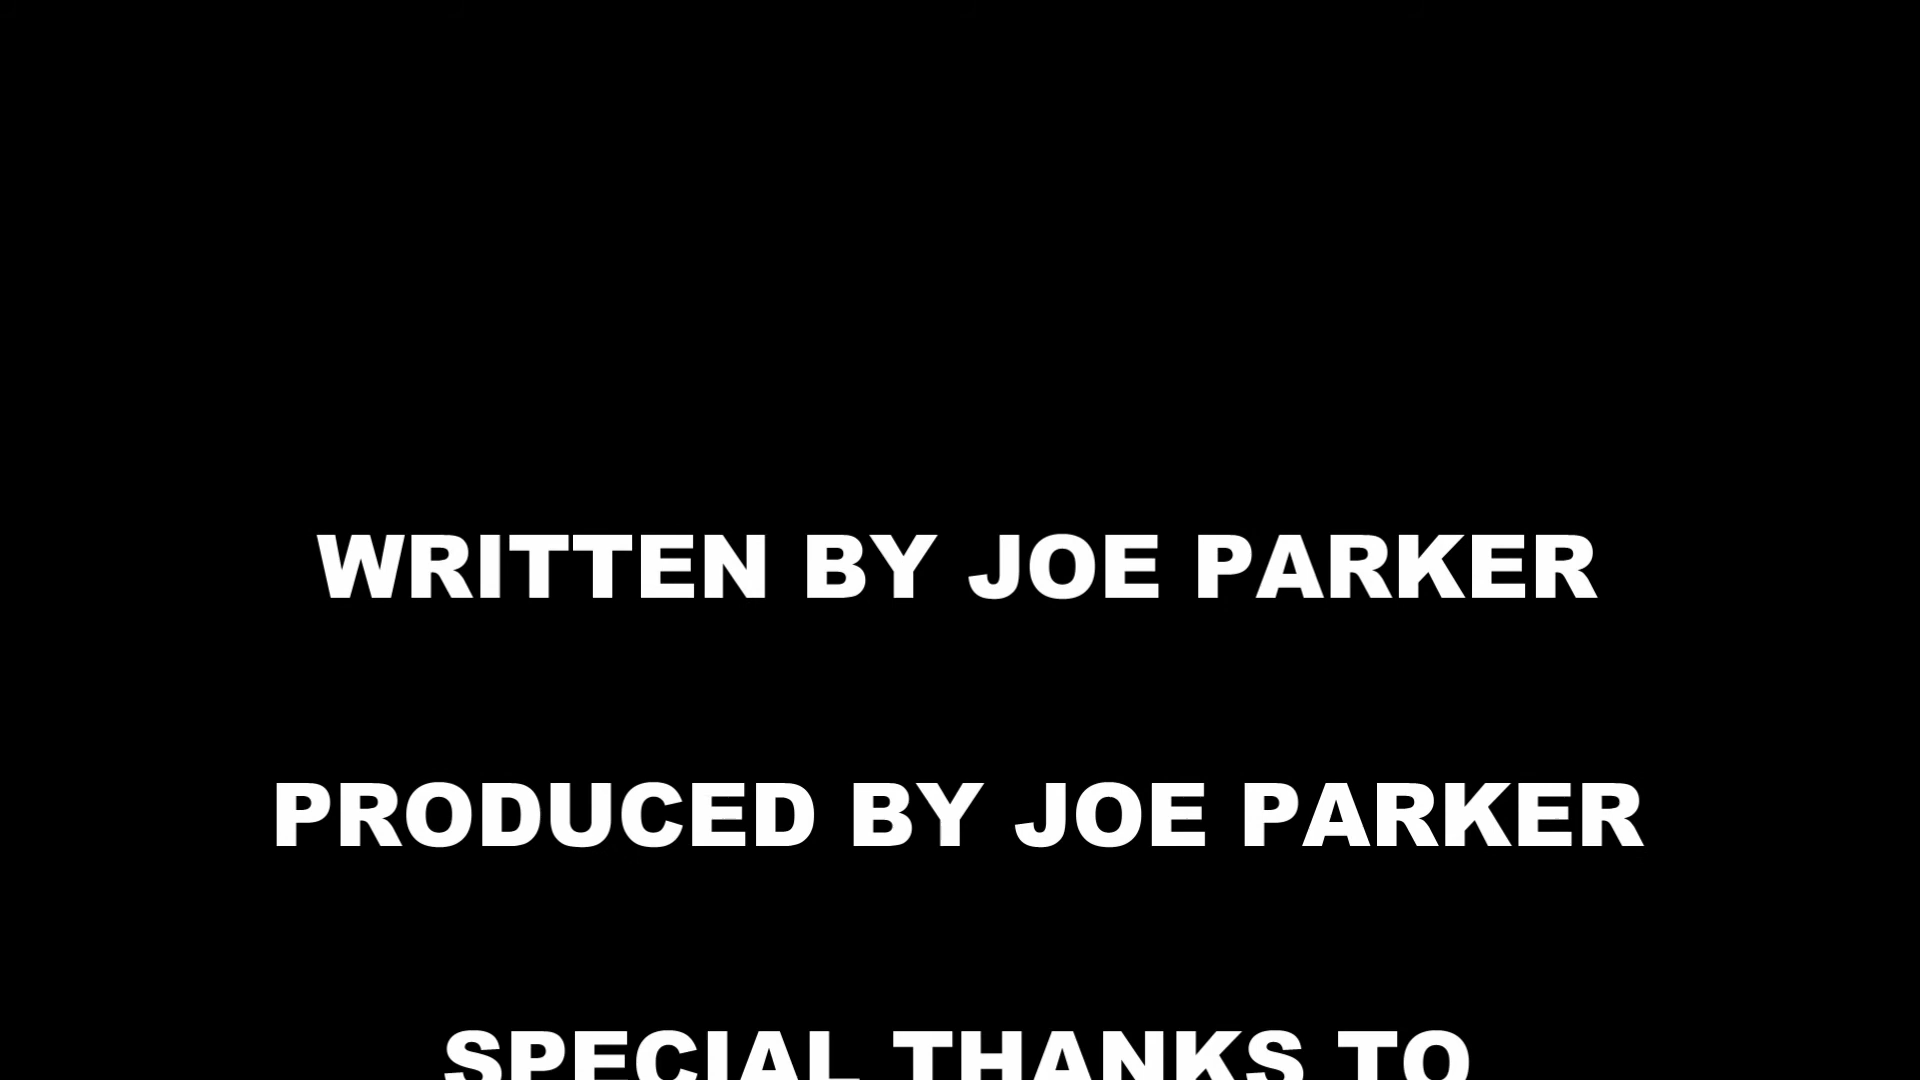 WRITTEN BY JOE PARKER
PRODUCED BY JOE PARKER
SPECIAL THANKS TO